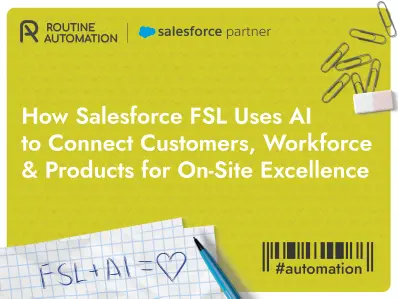 ROUTINE
AUTOMATION
salesforce partner
How Salesforce FSL Uses AI
to Connect Customers, Workforce
& Products for On-Site Excellence
FSL + AI = ♡
#automation